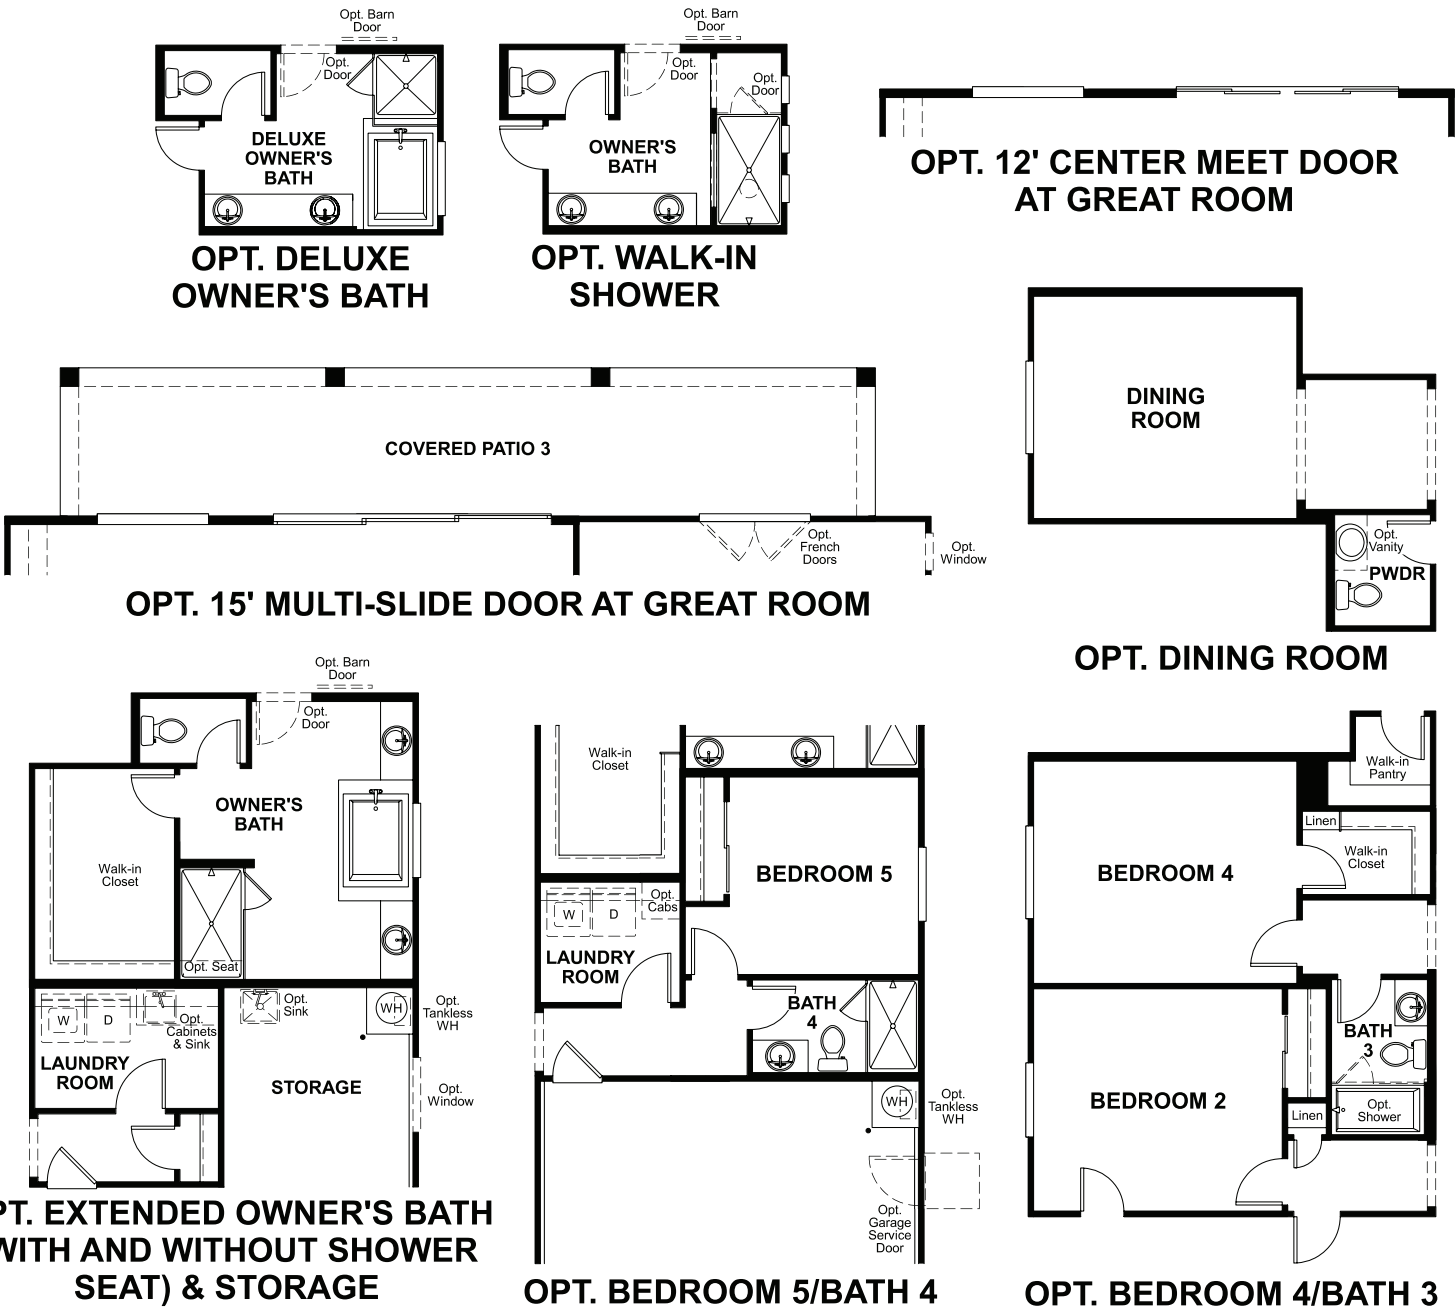 Opt. Barn
Door
Opt.
Door
DELUXE
OWNER'S
BATH
OPT. DELUXE
OWNER'S BATH
Opt. Barn
Door
Opt.
Door
Opt.
Door
OWNER'S
BATH
OPT. WALK-IN
SHOWER
OPT. 12' CENTER MEET DOOR
AT GREAT ROOM
COVERED PATIO 3
Opt.
French
Doors
Opt.
Window
OPT. 15' MULTI-SLIDE DOOR AT GREAT ROOM
DINING
ROOM
Opt.
Vanity
PWDR
OPT. DINING ROOM
Opt. Barn
Door
Opt.
Door
OWNER'S
BATH
Walk-in
Closet
Opt. Seat
W
D
Opt.
Cabinets
& Sink
LAUNDRY
ROOM
Opt.
Sink
WH
Opt.
Tankless
WH
STORAGE
Opt.
Window
PT. EXTENDED OWNER'S BATH
WITH AND WITHOUT SHOWER
SEAT) & STORAGE
Walk-in
Closet
BEDROOM 5
Opt.
Cabs
W
D
LAUNDRY
ROOM
BATH
4
WH
Opt.
Tankless
WH
Opt.
Garage
Service
Door
OPT. BEDROOM 5/BATH 4
Walk-in
Pantry
Linen
Walk-in
Closet
BEDROOM 4
BATH
3
BEDROOM 2
Linen
Opt.
Shower
OPT. BEDROOM 4/BATH 3